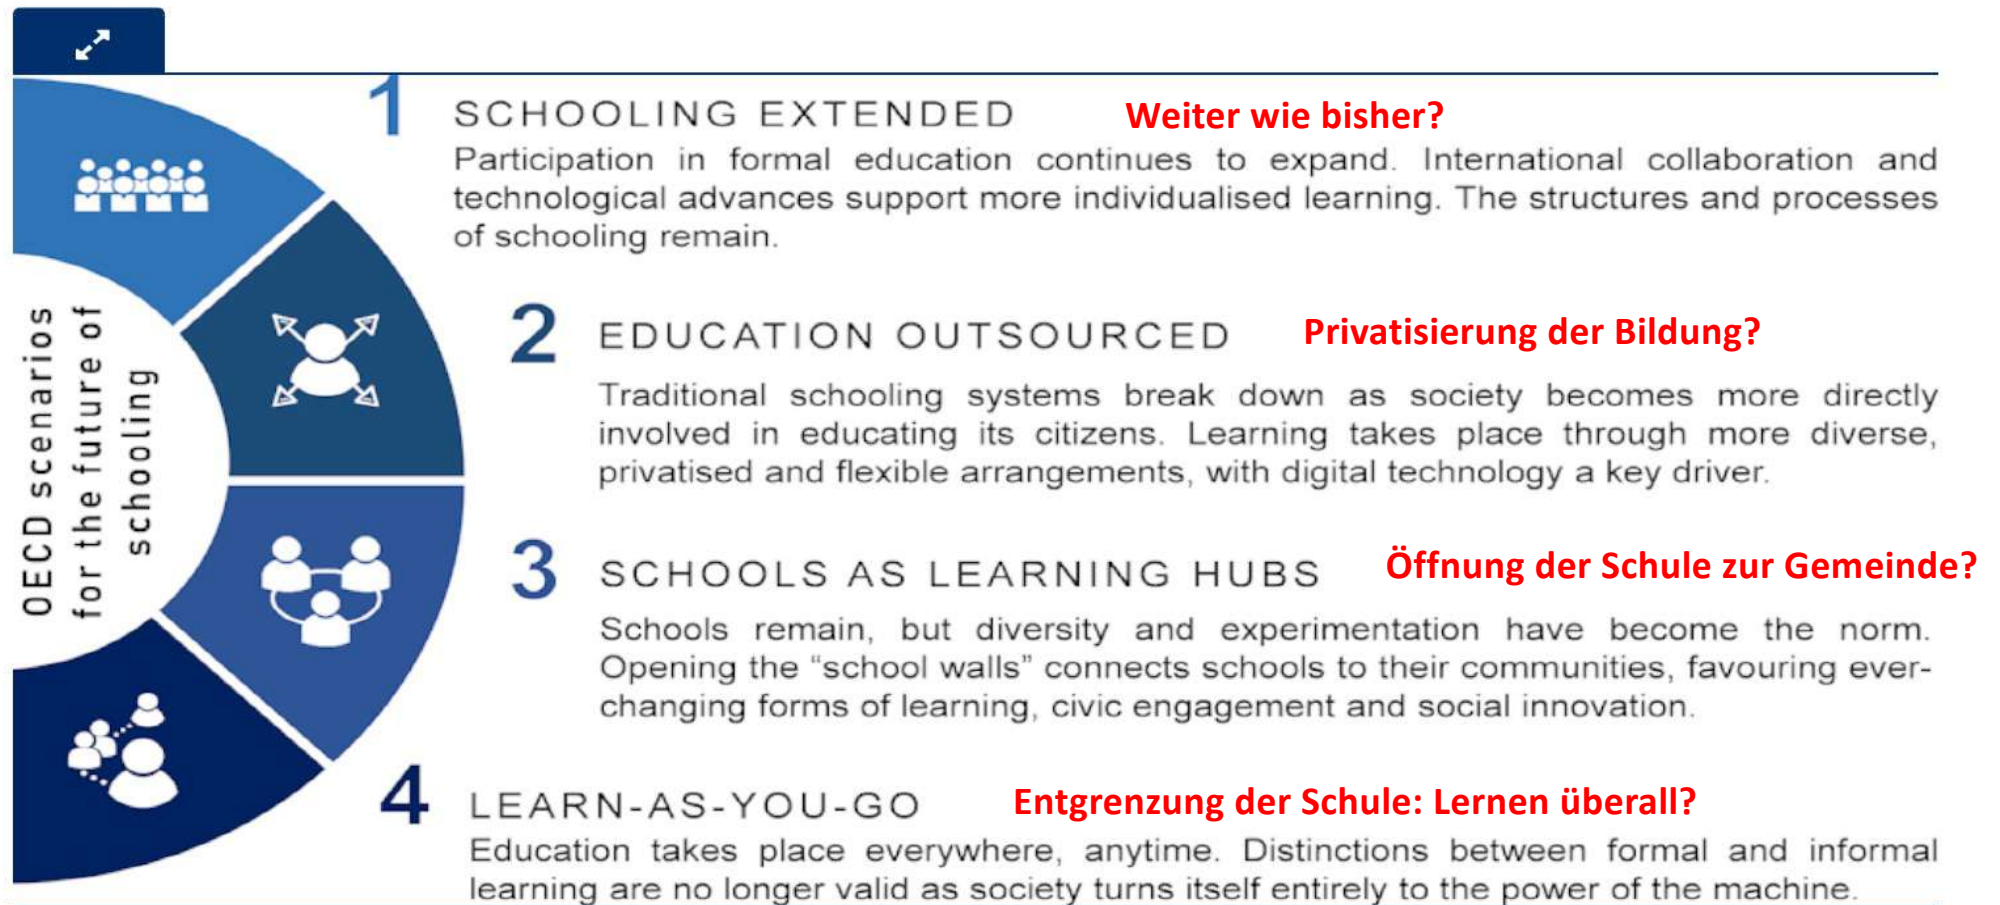 OECD scenarios
for the future of
schooling
1
SCHOOLING EXTENDED
Weiter wie bisher?
Participation in formal education continues to expand. International collaboration and
technological advances support more individualised learning. The structures and processes
of schooling remain.
2
EDUCATION OUTSOURCED
Privatisierung der Bildung?
Traditional schooling systems break down as society becomes more directly
involved in educating its citizens. Learning takes place through more diverse,
privatised and flexible arrangements, with digital technology a key driver.
3
SCHOOLS AS LEARNING HUBS
Öffnung der Schule zur Gemeinde?
Schools remain, but diversity and experimentation have become the norm.
Opening the “school walls” connects schools to their communities, favouring ever-
changing forms of learning, civic engagement and social innovation.
4
LEARN-AS-YOU-GO
Entgrenzung der Schule: Lernen überall?
Education takes place everywhere, anytime. Distinctions between formal and informal
learning are no longer valid as society turns itself entirely to the power of the machine.